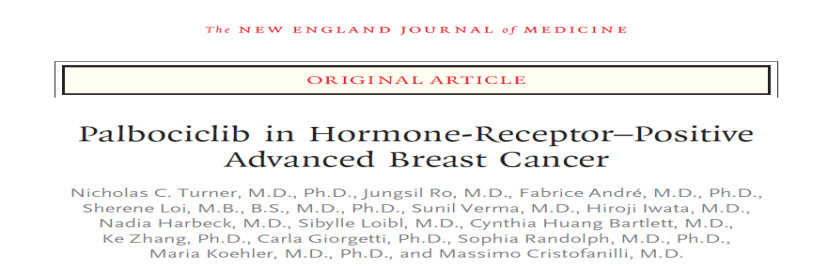 The NEW ENGLAND JOURNAL of MEDICINE
ORIGINAL ARTICLE
Palbociclib in Hormone-Receptor–Positive
Advanced Breast Cancer
Nicholas C. Turner, M.D., Ph.D., Jungsil Ro, M.D., Fabrice André, M.D., Ph.D.,
Sherene Loi, M.B., B.S., M.D., Ph.D., Sunil Verma, M.D., Hiroji Iwata, M.D.,
Nadia Harbeck, M.D., Sibylle Loibl, M.D., Cynthia Huang Bartlett, M.D.,
Ke Zhang, Ph.D., Carla Giorgetti, Ph.D., Sophia Randolph, M.D., Ph.D.,
Maria Koehler, M.D., Ph.D., and Massimo Cristofanilli, M.D.